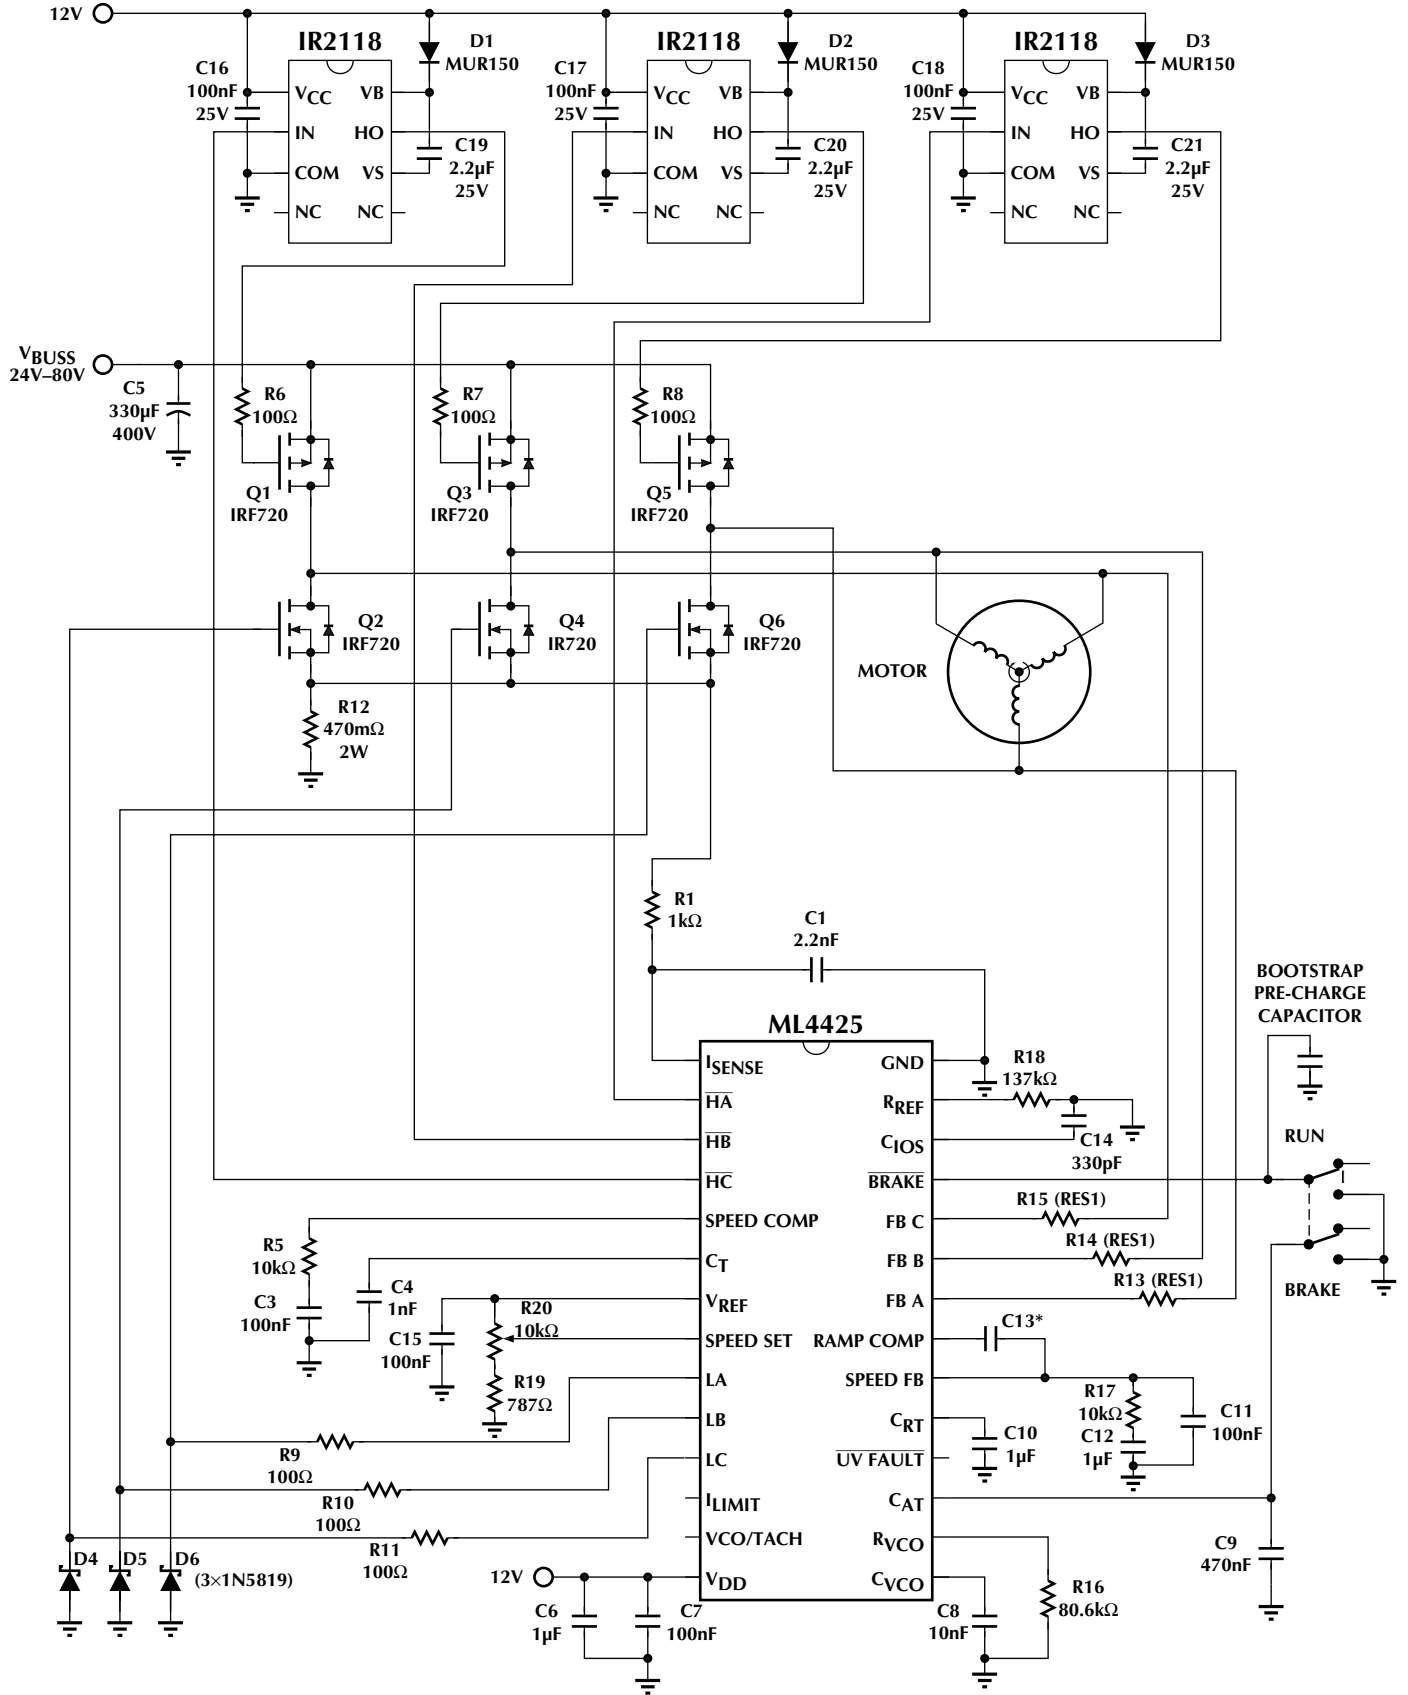 12V
IR2118
D1
MUR150
C16
100nF
25V
VCC
VB
IN
HO
COM
VS
NC
NC
C19
2.2µF
25V
IR2118
D2
MUR150
C17
100nF
25V
VCC
VB
IN
HO
COM
VS
NC
NC
C20
2.2µF
25V
IR2118
D3
MUR150
C18
100nF
25V
VCC
VB
IN
HO
COM
VS
NC
NC
C21
2.2µF
25V
VBUSS
24V–80V
C5
330µF
400V
R6
100Ω
R7
100Ω
R8
100Ω
Q1
IRF720
Q3
IRF720
Q5
IRF720
Q2
IRF720
Q4
IR720
Q6
IRF720
MOTOR
R12
470mΩ
2W
R1
1kΩ
C1
2.2nF
BOOTSTRAP
PRE-CHARGE
CAPACITOR
ML4425
ISENSE
HA
HB
HC
SPEED COMP
CT
VREF
SPEED SET
LA
LB
LC
ILIMIT
VCO/TACH
VDD
GND
RREF
CIOS
BRAKE
FB C
FB B
FB A
RAMP COMP
SPEED FB
CRT
UV FAULT
CAT
RVCO
CVCO
R18
137kΩ
C14
330pF
RUN
BRAKE
R15 (RES1)
R14 (RES1)
R13 (RES1)
C13*
R17
10kΩ
C12
1µF
C11
100nF
C10
1µF
C9
470nF
R16
80.6kΩ
C8
10nF
R5
10kΩ
C3
100nF
C4
1nF
C15
100nF
R20
10kΩ
R19
787Ω
R9
100Ω
R10
100Ω
R11
100Ω
D4
D5
D6
(3×1N5819)
12V
C6
1µF
C7
100nF